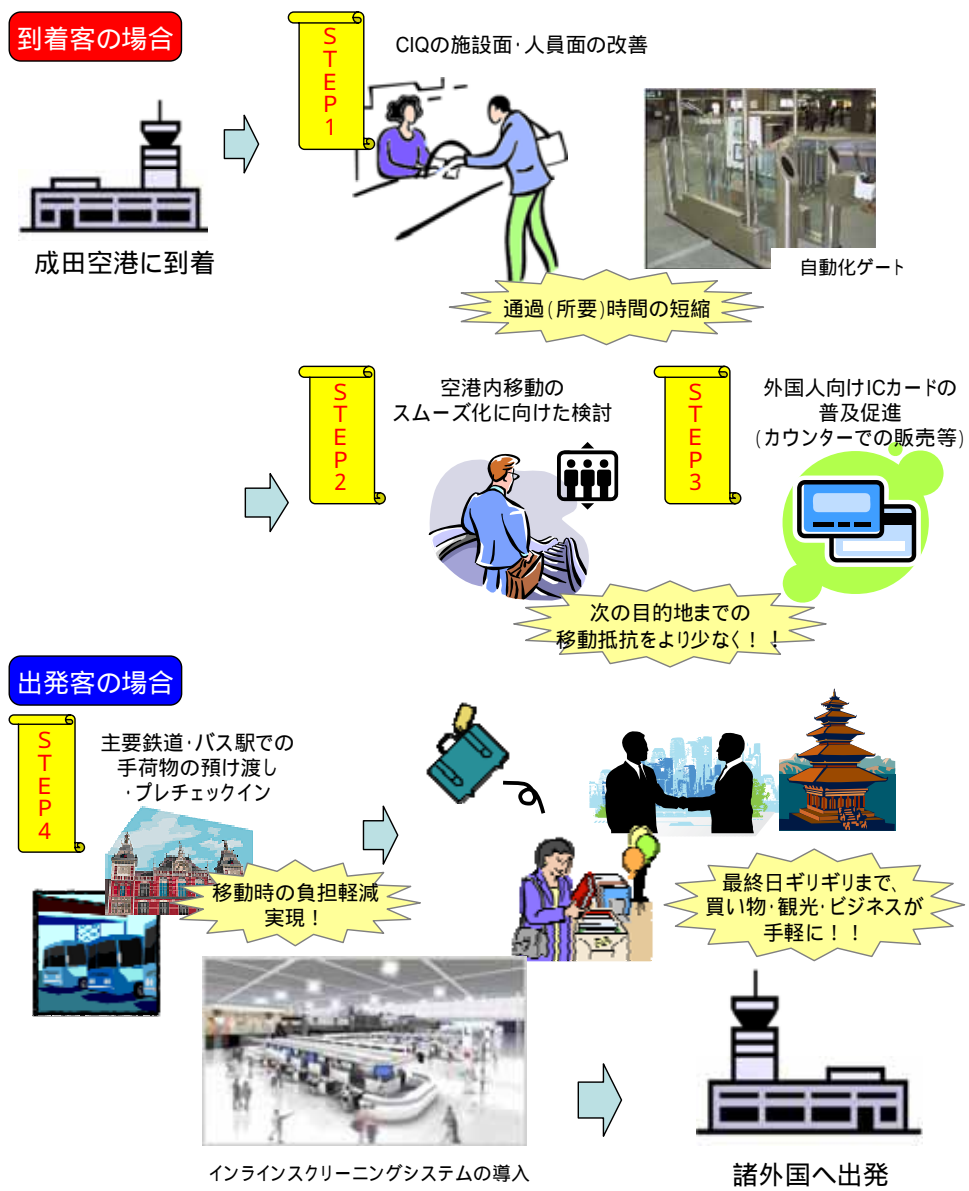 到着客の場合
STEP1
CIQの施設面・人員面の改善
成田空港に到着
自動化ゲート
通過(所要)時間の短縮
STEP2
空港内移動の
スムーズ化に向けた検討
STEP3
外国人向けICカードの
普及促進
(カウンターでの販売等)
次の目的地までの
移動抵抗をより少なく！！
出発客の場合
STEP4
主要鉄道・バス駅での
手荷物の預け渡し
・プレチェックイン
移動時の負担軽減
実現！
最終日ギリギリまで、
買い物・観光・ビジネスが
手軽に！！
インラインスクリーニングシステムの導入
諸外国へ出発